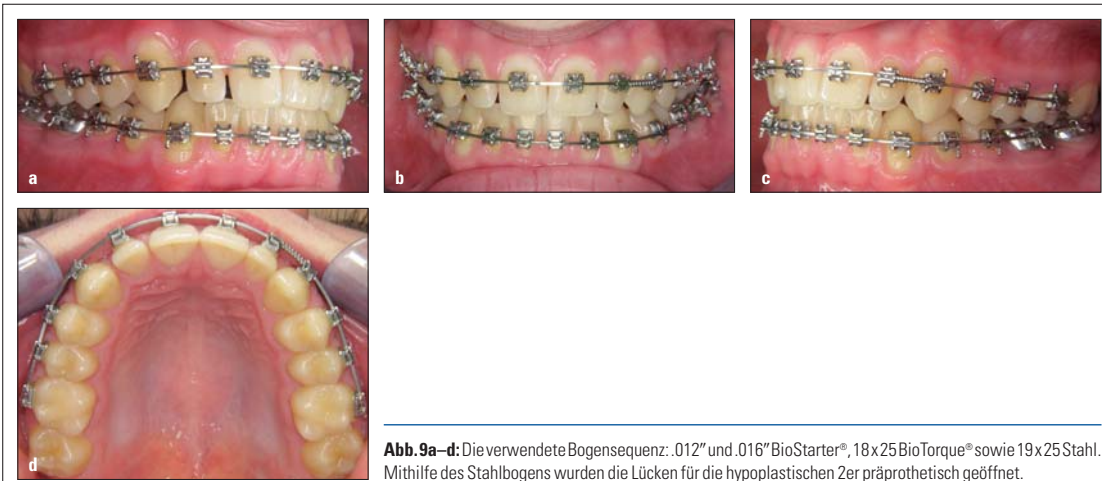 a
b
c
d
Abb. 9a–d: Die verwendete Bogensequenz: .012″ und .016″ BioStarter®, 18 x 25 BioTorque® sowie 19 x 25 Stahl.
Mithilfe des Stahlbogens wurden die Lücken für die hypoplastischen 2er präprothetisch geöffnet.